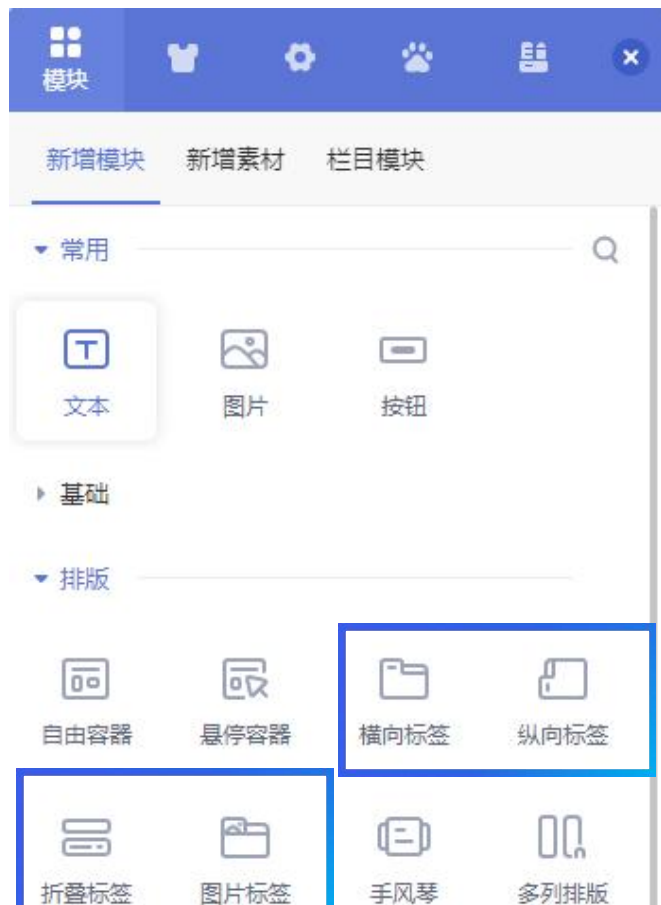 模块
新增模块 新增素材 栏目模块
常用
文本 图片 按钮
基础
排版
自由容器 悬停容器 横向标签 纵向标签
折叠标签 图片标签 手风琴 多列排版